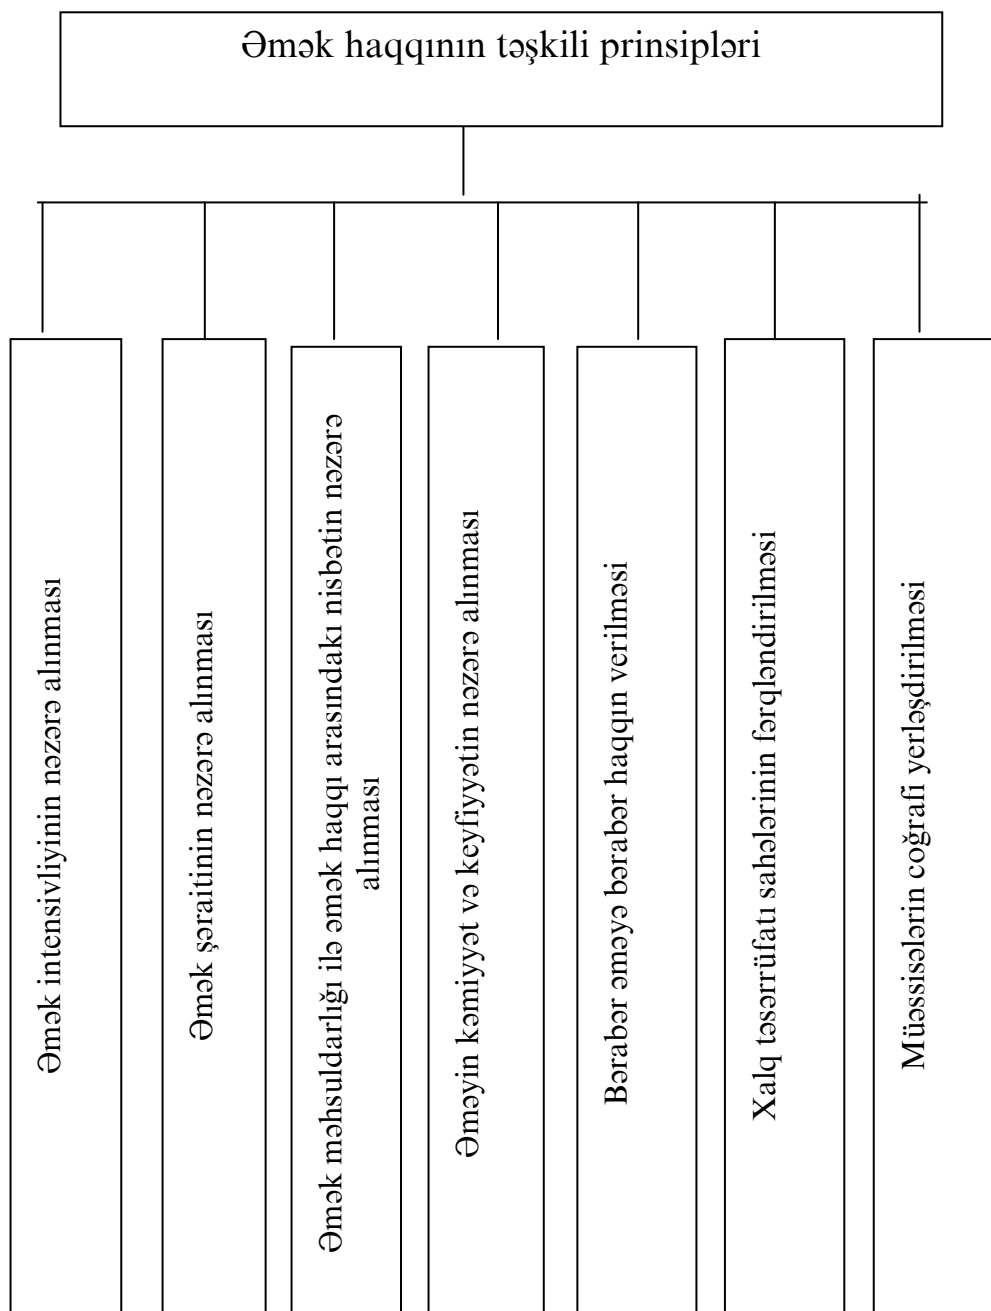 Əmək haqqının təşkili prinsipləri
Əmək intensivliyinin nəzərə alınması
Əmək şəraitinin nəzərə alınması
Əmək məhsuldarlığı ilə əmək haqqı arasındakı nisbətin nəzərə
alınması
Əməyin kəmiyyət və keyfiyyətin nəzərə alınması
Bərabər əməyə bərabər haqqın verilməsi
Xalq təsərrüfatı sahələrinin fərqləndirilməsi
Müəssisələrin coğrafi yerləşdirilməsi